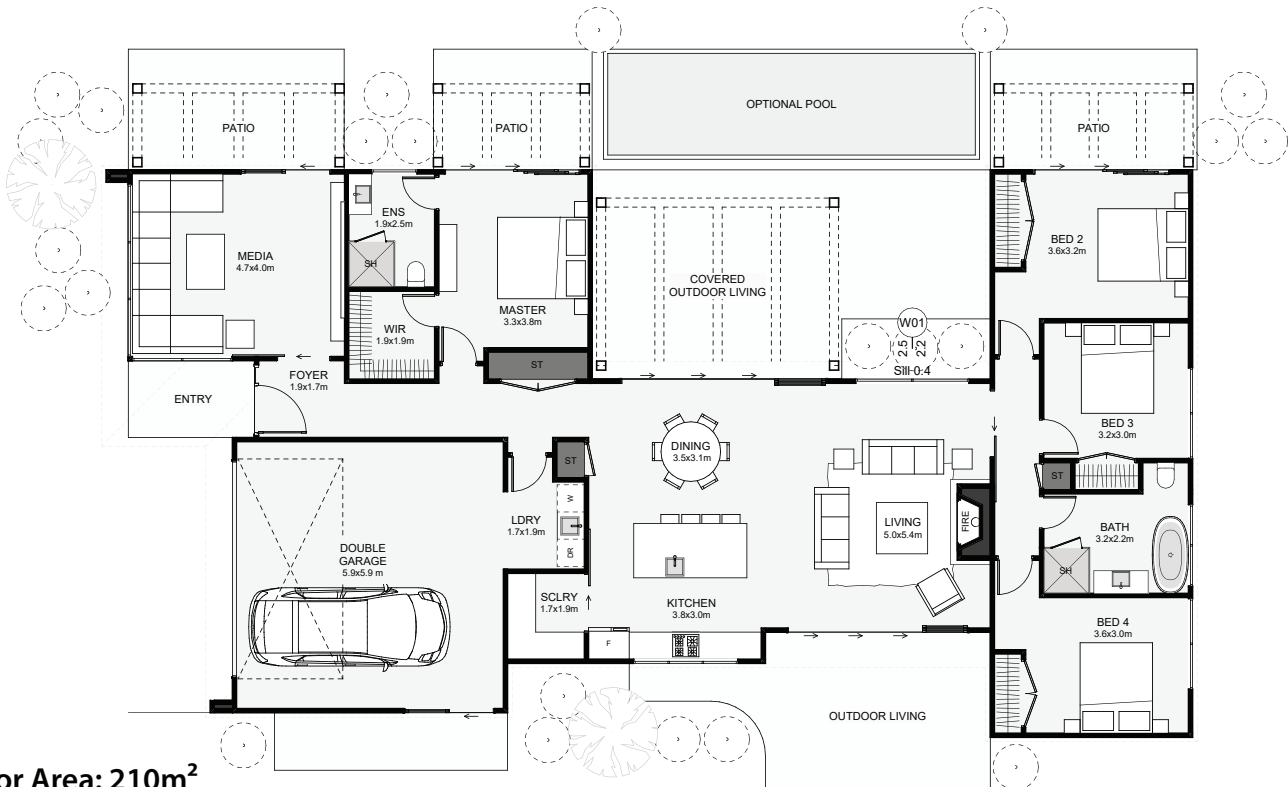 OPTIONAL POOL
PATIO
PATIO
PATIO
ENS
1.9x2.5m
SH
MEDIA
4.7x4.0m
WIR
1.9x1.9m
MASTER
3.3x3.8m
ST
COVERED
OUTDOOR LIVING
W01
2.5
2.2
Sill 0.4
BED 2
3.6x3.2m
FOYER
1.9x1.7m
ENTRY
BED 3
3.2x3.0m
DINING
3.5x3.1m
ST
ST
W
LDRY
1.7x1.9m
DR
LIVING
5.0x5.4m
FIRE
BATH
3.2x2.2m
SH
DOUBLE
GARAGE
5.9x5.9 m
SCLRY
1.7x1.9m
KITCHEN
3.8x3.0m
F
BED 4
3.6x3.0m
OUTDOOR LIVING
or Area: 210m²